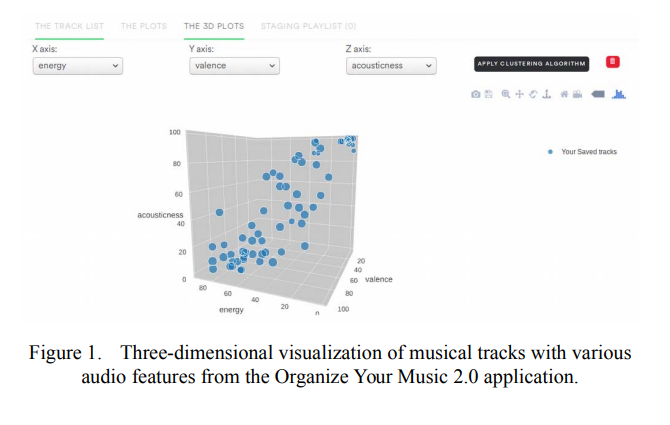 THE TRACK LIST THE PLOTS THE 3D PLOTS STAGING PLAYLIST (0)
X axis: Y axis: Z axis:
energy valence acousticness APPLY CLUSTERING ALGORITHM
Your Saved tracks
100
80
60
acousticness
40
20
0
80
60
40
20
0
energy
20
40
60
80
100
valence
Figure 1. Three-dimensional visualization of musical tracks with various
audio features from the Organize Your Music 2.0 application.